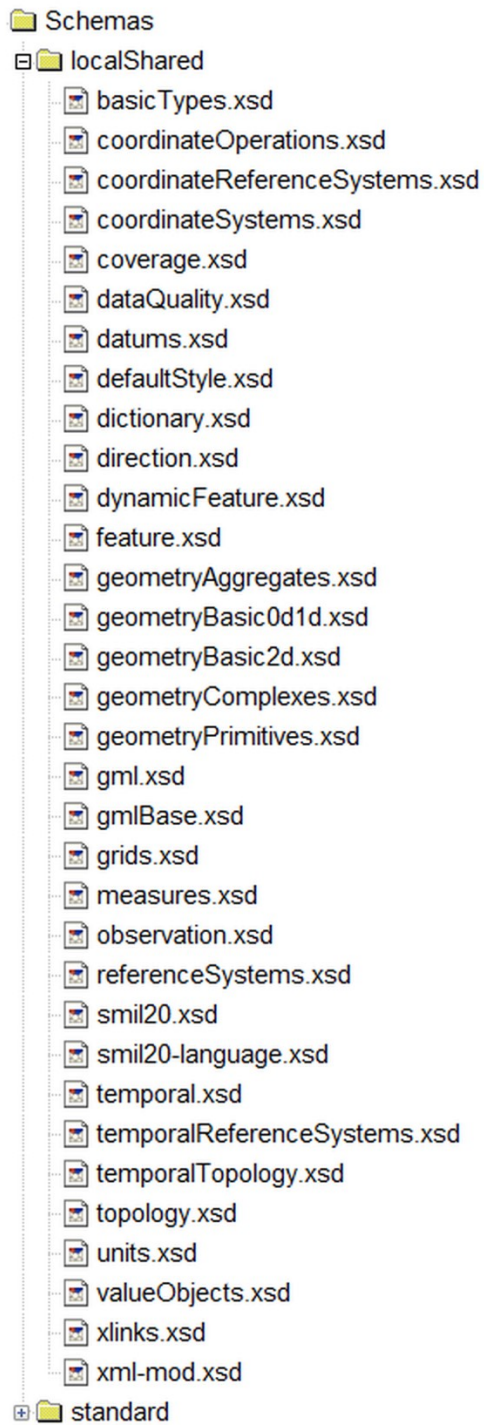 Schemas
localShared
basicTypes.xsd
coordinateOperations.xsd
coordinateReferenceSystems.xsd
coordinateSystems.xsd
coverage.xsd
dataQuality.xsd
datums.xsd
defaultStyle.xsd
dictionary.xsd
direction.xsd
dynamicFeature.xsd
feature.xsd
geometryAggregates.xsd
geometryBasic0d1d.xsd
geometryBasic2d.xsd
geometryComplexes.xsd
geometryPrimitives.xsd
gml.xsd
gmlBase.xsd
grids.xsd
measures.xsd
observation.xsd
referenceSystems.xsd
smil20.xsd
smil20-language.xsd
temporal.xsd
temporalReferenceSystems.xsd
temporalTopology.xsd
topology.xsd
units.xsd
valueObjects.xsd
xlinks.xsd
xml-mod.xsd
standard